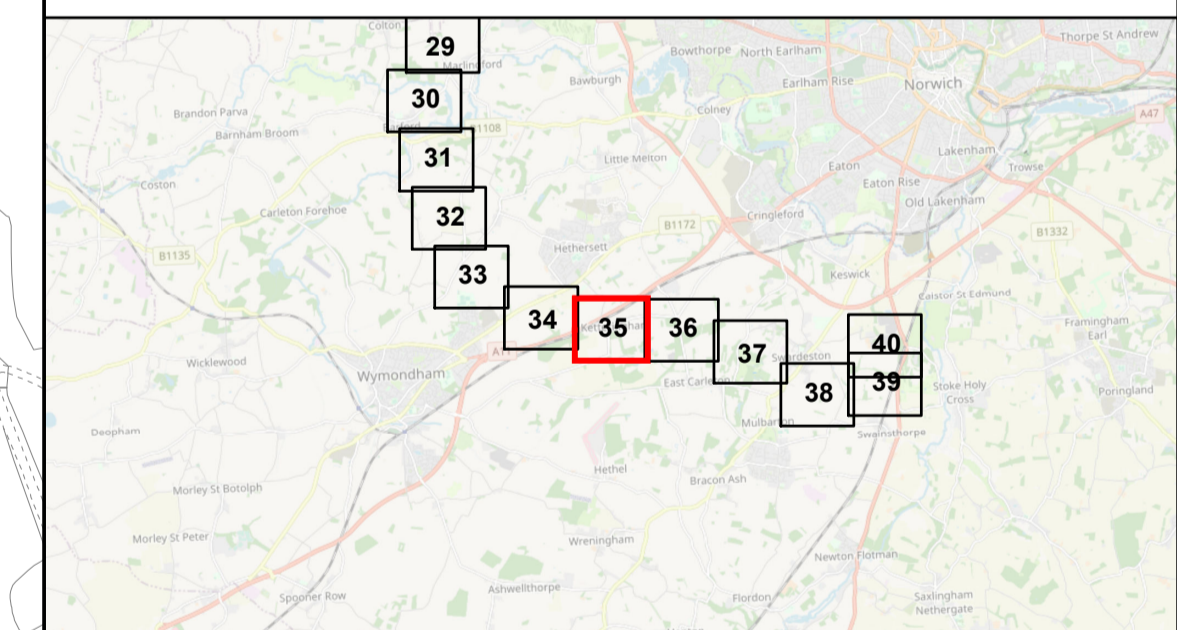 Colton
29
Thorpe St Andrew
Bowthorpe
North Earlham
Marlingford
Bawburgh
Earlham Rise
Norwich
30
Brandon Parva
Colney
A47
B1108
Barnham Broom
31
Little Melton
Lakenham
Eaton
Trowse
Coston
Eaton Rise
Old Lakenham
Carleton Forehoe
32
Cringleford
B1172
B1332
Hethersett
B1135
33
Keswick
Caistor St Edmund
34
35
36
Framingham
Earl
40
A11
37
Swardeston
Wicklewood
Wymondham
East Carleton
39
Stoke Holy
Cross
Poringland
38
Mulbarton
Deopham
Swainsthorpe
Hethel
Bracon Ash
Morley St Botolph
Morley St Peter
Wreningham
Newton Flotman
Ashwellthorpe
Spooner Row
Flordon
Saxlingham
Nethergate